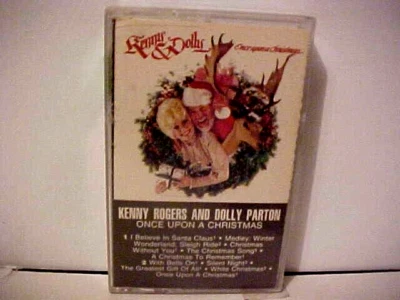 Kenny & Dolly
Once upon a Christmas
KENNY ROGERS AND DOLLY PARTON
ONCE UPON A CHRISTMAS
1 I Believe In Santa Claus • Medley: Winter
Wonderland; Sleigh Ride • Christmas
Without You • The Christmas Song •
A Christmas To Remember
2 With Bells On • Silent Night •
The Greatest Gift Of All • White Christmas •
Once Upon A Christmas